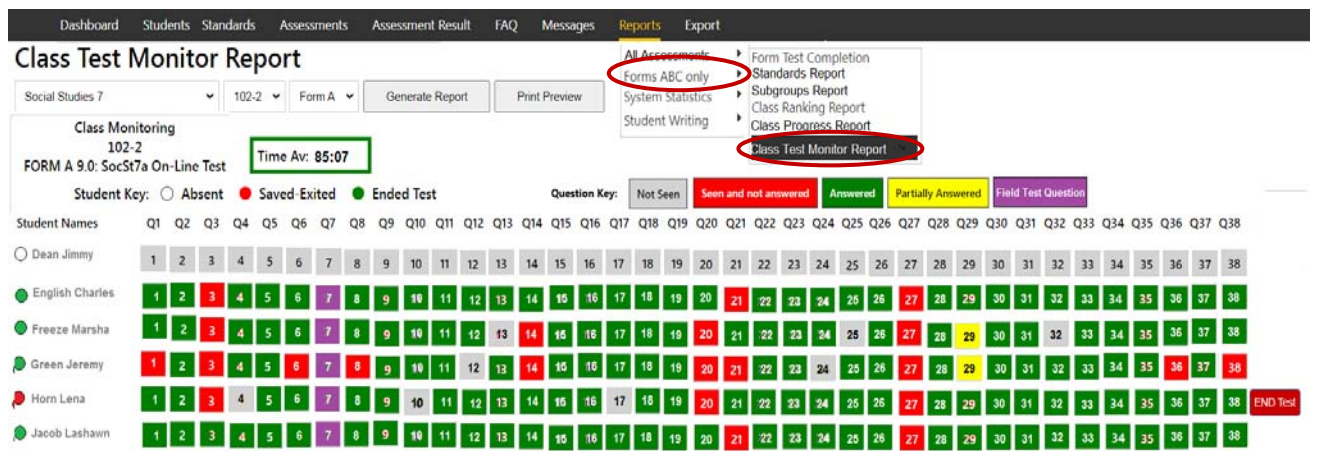 Dashboard Students Standards Assessments Assessment Result FAQ Messages Reports Export
Class Test Monitor Report
All Assessments
Forms ABC only
System Statistics
Student Writing
Form Test Completion
Standards Report
Subgroups Report
Class Ranking Report
Class Progress Report
Class Test Monitor Report
Social Studies 7 102-2 Form A Generate Report Print Preview
Class Monitoring
102-2
FORM A 9.0: SocSt7a On-Line Test
Time Av: 85:07
Student Key: Absent Saved-Exited Ended Test Question Key: Not Seen Seen and not answered Answered Partially Answered Field Test Question
Student Names Q1 Q2 Q3 Q4 Q5 Q6 Q7 Q8 Q9 Q10 Q11 Q12 Q13 Q14 Q15 Q16 Q17 Q18 Q19 Q20 Q21 Q22 Q23 Q24 Q25 Q26 Q27 Q28 Q29 Q30 Q31 Q32 Q33 Q34 Q35 Q36 Q37 Q38
Dean Jimmy 1 2 3 4 5 6 7 8 9 10 11 12 13 14 15 16 17 18 19 20 21 22 23 24 25 26 27 28 29 30 31 32 33 34 35 36 37 38
English Charles 1 2 3 4 5 6 7 8 9 10 11 12 13 14 15 16 17 18 19 20 21 22 23 24 25 26 27 28 29 30 31 32 33 34 35 36 37 38
Freeze Marsha 1 2 3 4 5 6 7 8 9 10 11 12 13 14 15 16 17 18 19 20 21 22 23 24 25 26 27 28 29 30 31 32 33 34 35 36 37 38
Green Jeremy 1 2 3 4 5 6 7 8 9 10 11 12 13 14 15 16 17 18 19 20 21 22 23 24 25 26 27 28 29 30 31 32 33 34 35 36 37 38
Horn Lena 1 2 3 4 5 6 7 8 9 10 11 12 13 14 15 16 17 18 19 20 21 22 23 24 25 26 27 28 29 30 31 32 33 34 35 36 37 38 END Test
Jacob Lashawn 1 2 3 4 5 6 7 8 9 10 11 12 13 14 15 16 17 18 19 20 21 22 23 24 25 26 27 28 29 30 31 32 33 34 35 36 37 38